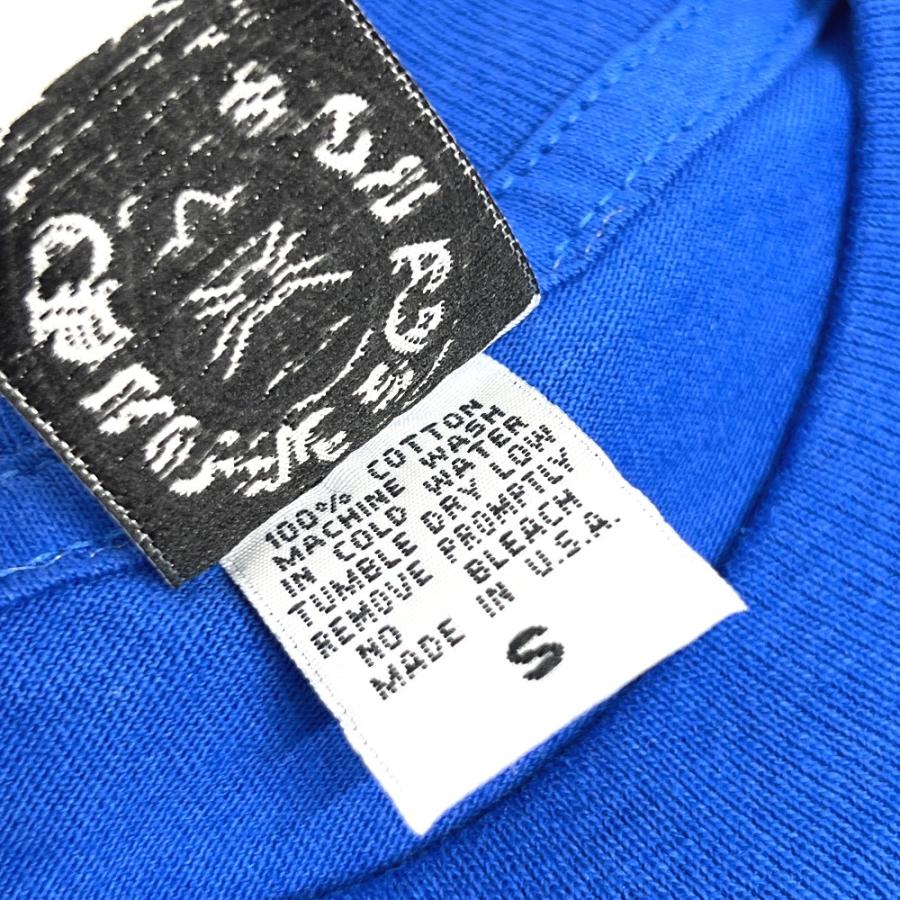 100% COTTON
MACHINE WASH
IN COLD WATER
TUMBLE DRY LOW
REMOVE PROMPTLY
NO BLEACH
MADE IN U.S.A.
S